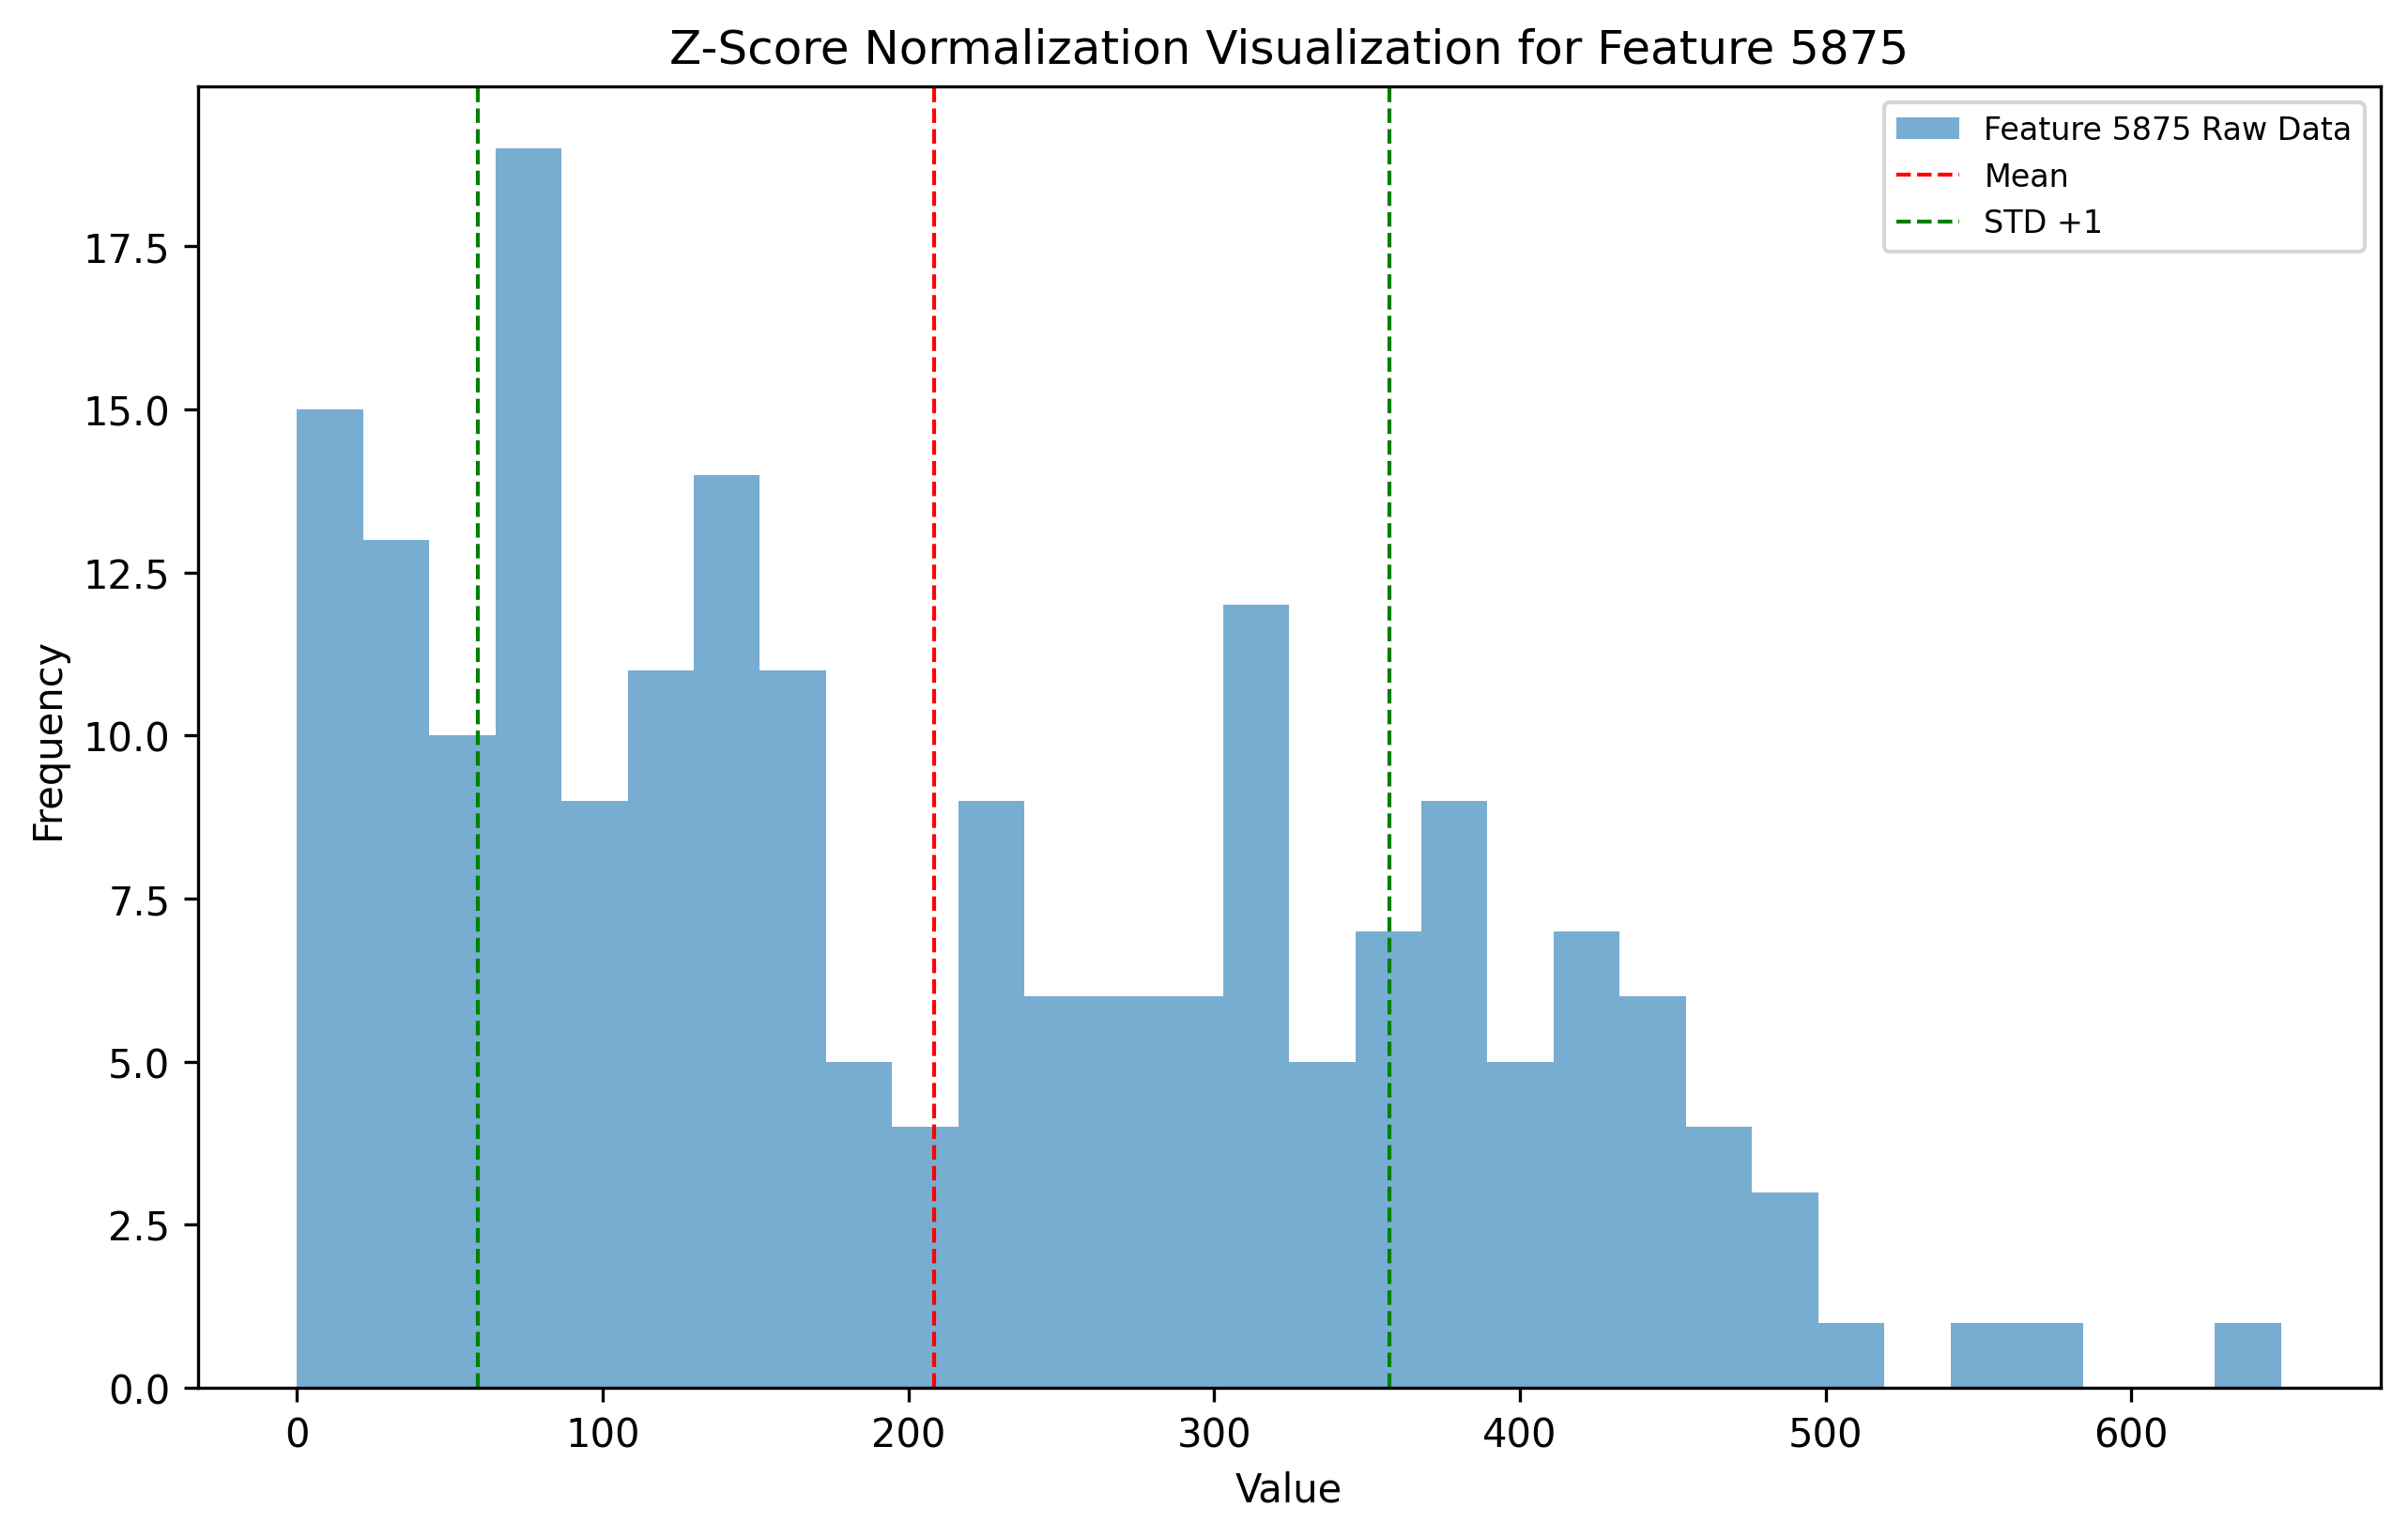 Z-Score Normalization Visualization for Feature 5875
Feature 5875 Raw Data
Mean
STD +1
17.5
15.0
12.5
10.0
7.5
5.0
2.5
0.0
Frequency
0 100 200 300 400 500 600
Value